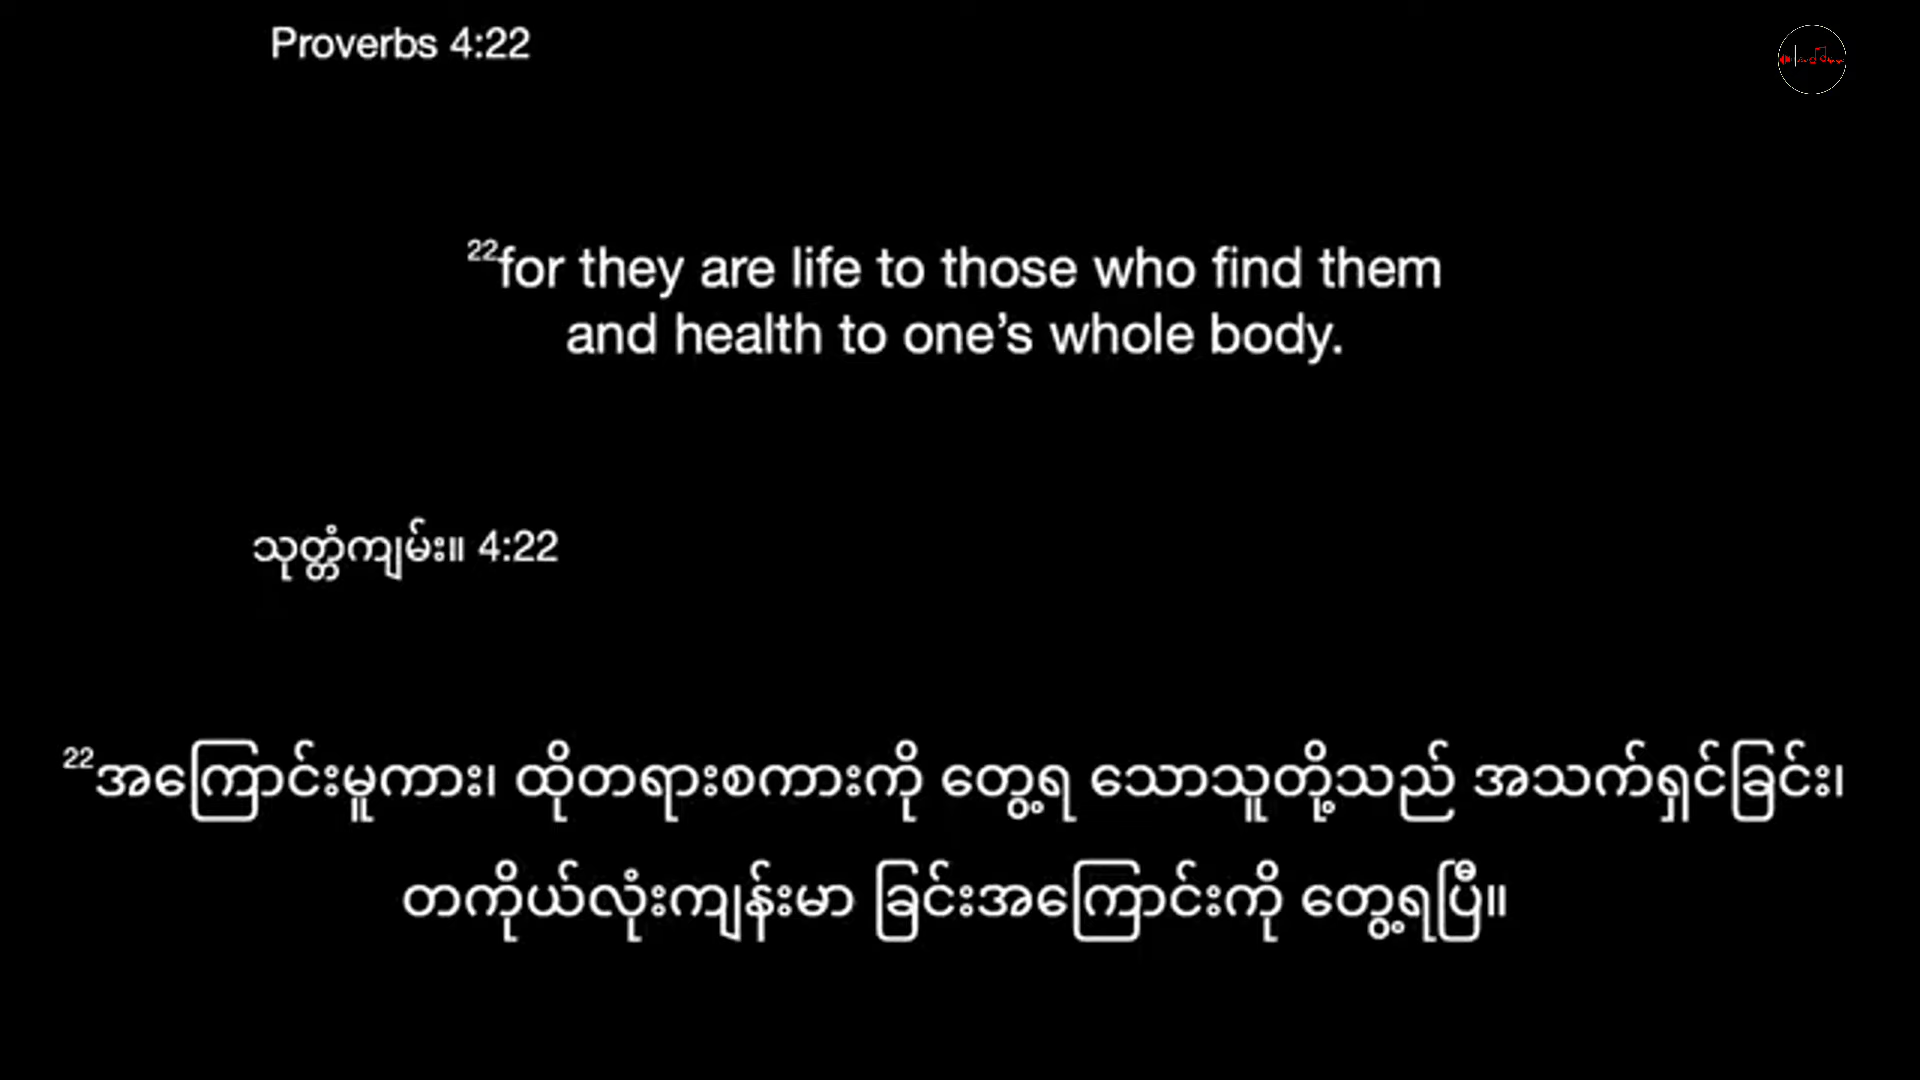 Proverbs 4:22
22for they are life to those who find them
and health to one’s whole body.
သုတ္တံကျမ်း။ 4:22
22အကြောင်းမူကား၊ ထိုတရားစကားကို တွေ့ရ သောသူတို့သည် အသက်ရှင်ခြင်း၊
တကိုယ်လုံးကျန်းမာ ခြင်းအကြောင်းကို တွေ့ရပြီ။